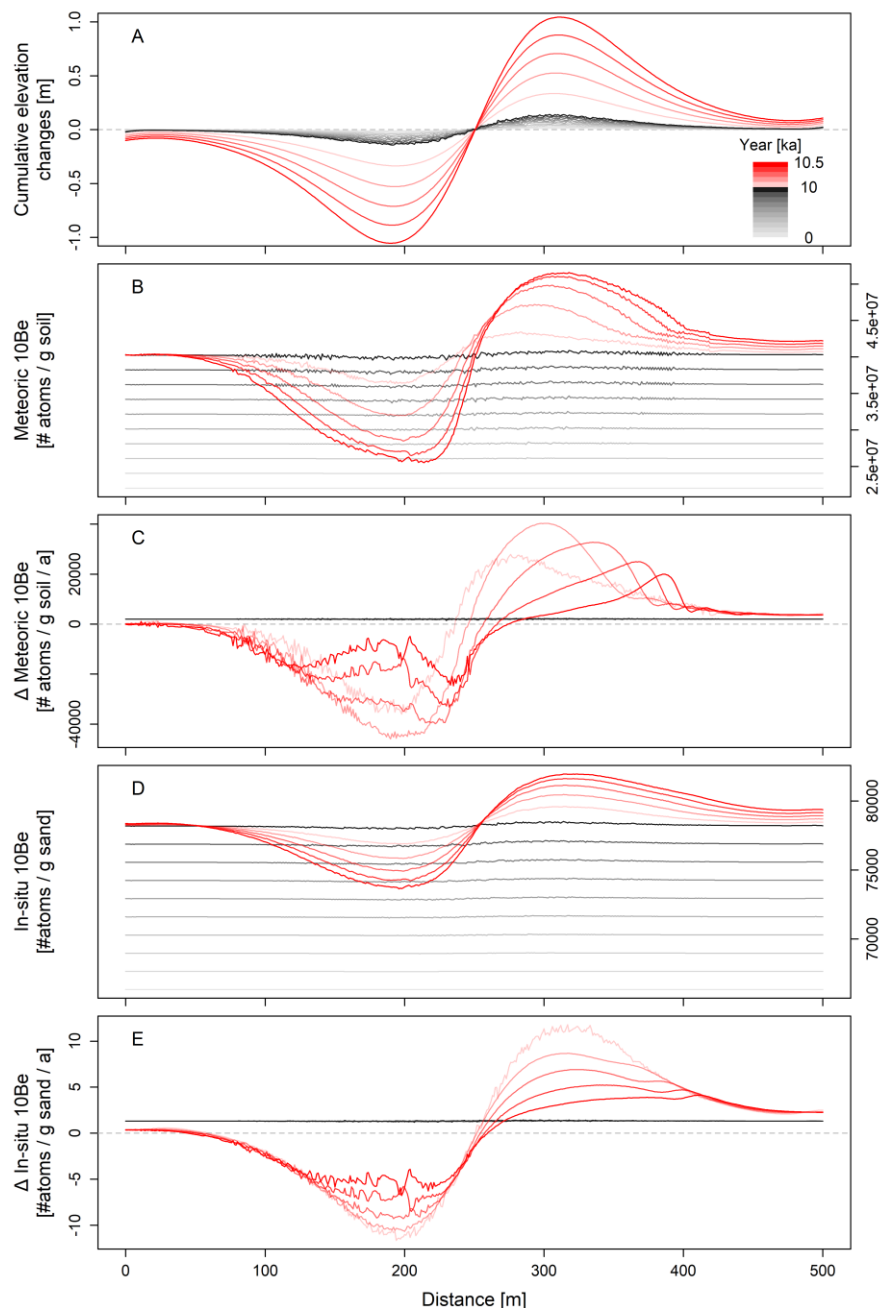 A
Cumulative elevation
changes [m]
1.0
0.5
0.0
-0.5
-1.0
Year [ka]
10.5
10
0
B
Meteoric 10Be
[# atoms / g soil]
4.5e+07
3.5e+07
2.5e+07
C
Δ Meteoric 10Be
[# atoms / g soil / a]
20000
0
-40000
D
In-situ 10Be
[#atoms / g sand]
80000
75000
70000
E
Δ In-situ 10Be
[#atoms / g sand / a]
10
5
0
-5
-10
0 100 200 300 400 500
Distance [m]